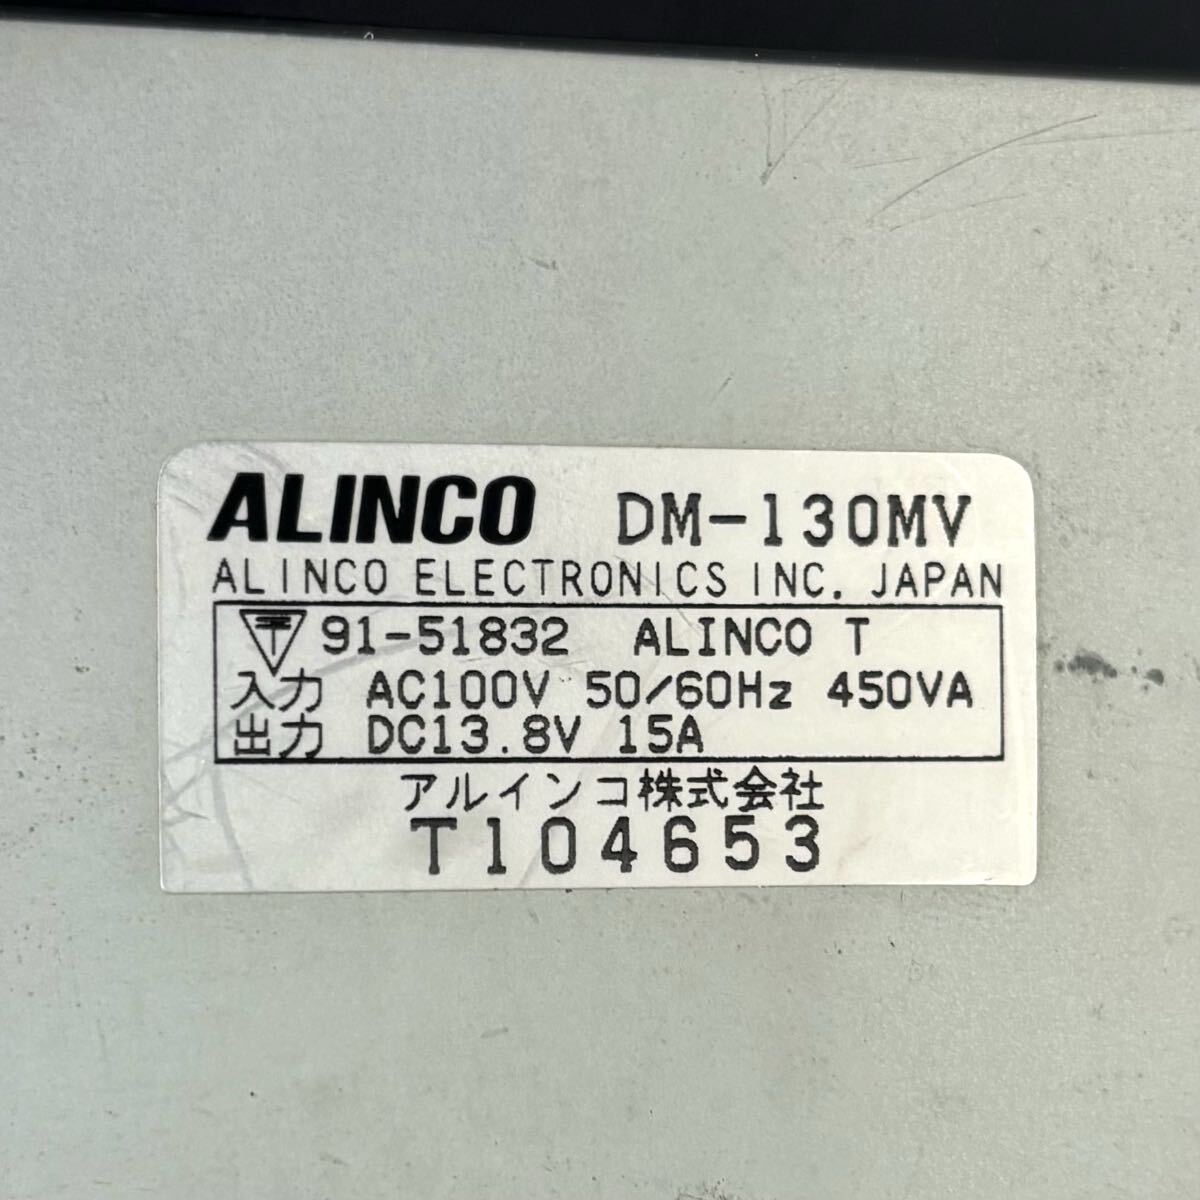 ALINCO DM-130MV
ALINCO ELECTRONICS INC. JAPAN
91-51832 ALINCO T
入力 AC100V 50/60Hz 450VA
出力 DC13.8V 15A
アルインコ株式会社
T104653